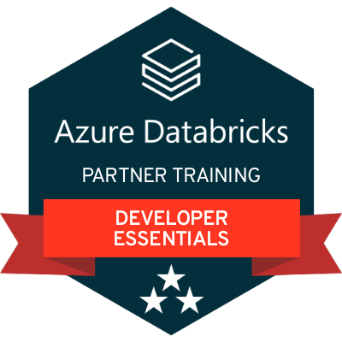 Azure Databricks
PARTNER TRAINING
DEVELOPER
ESSENTIALS